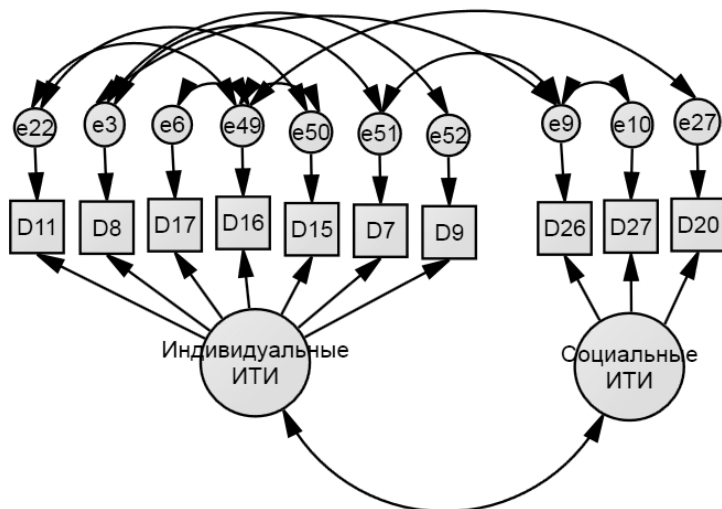 e22 e3 e6 e49 e50 e51 e52 e9 e10 e27
D11 D8 D17 D16 D15 D7 D9 D26 D27 D20
Индивидуальные
ИТИ
Социальные
ИТИ